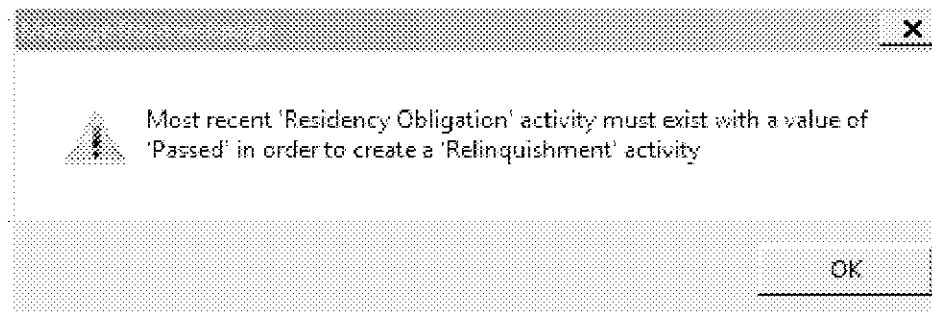 Most recent 'Residency Obligation' activity must exist with a value of
'Passed' in order to create a 'Relinquishment' activity
OK